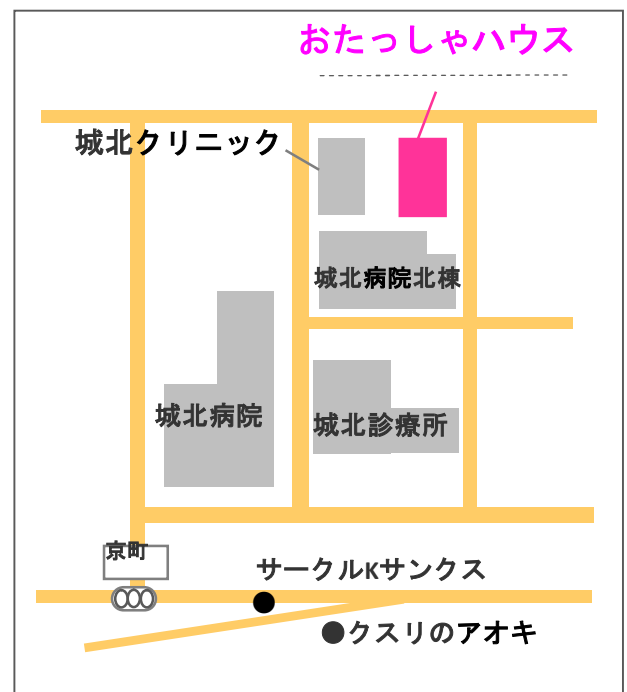 おたっしゃハウス
城北クリニック
城北病院北棟
城北病院
城北診療所
京町
サークルKサンクス
●クスリのアオキ